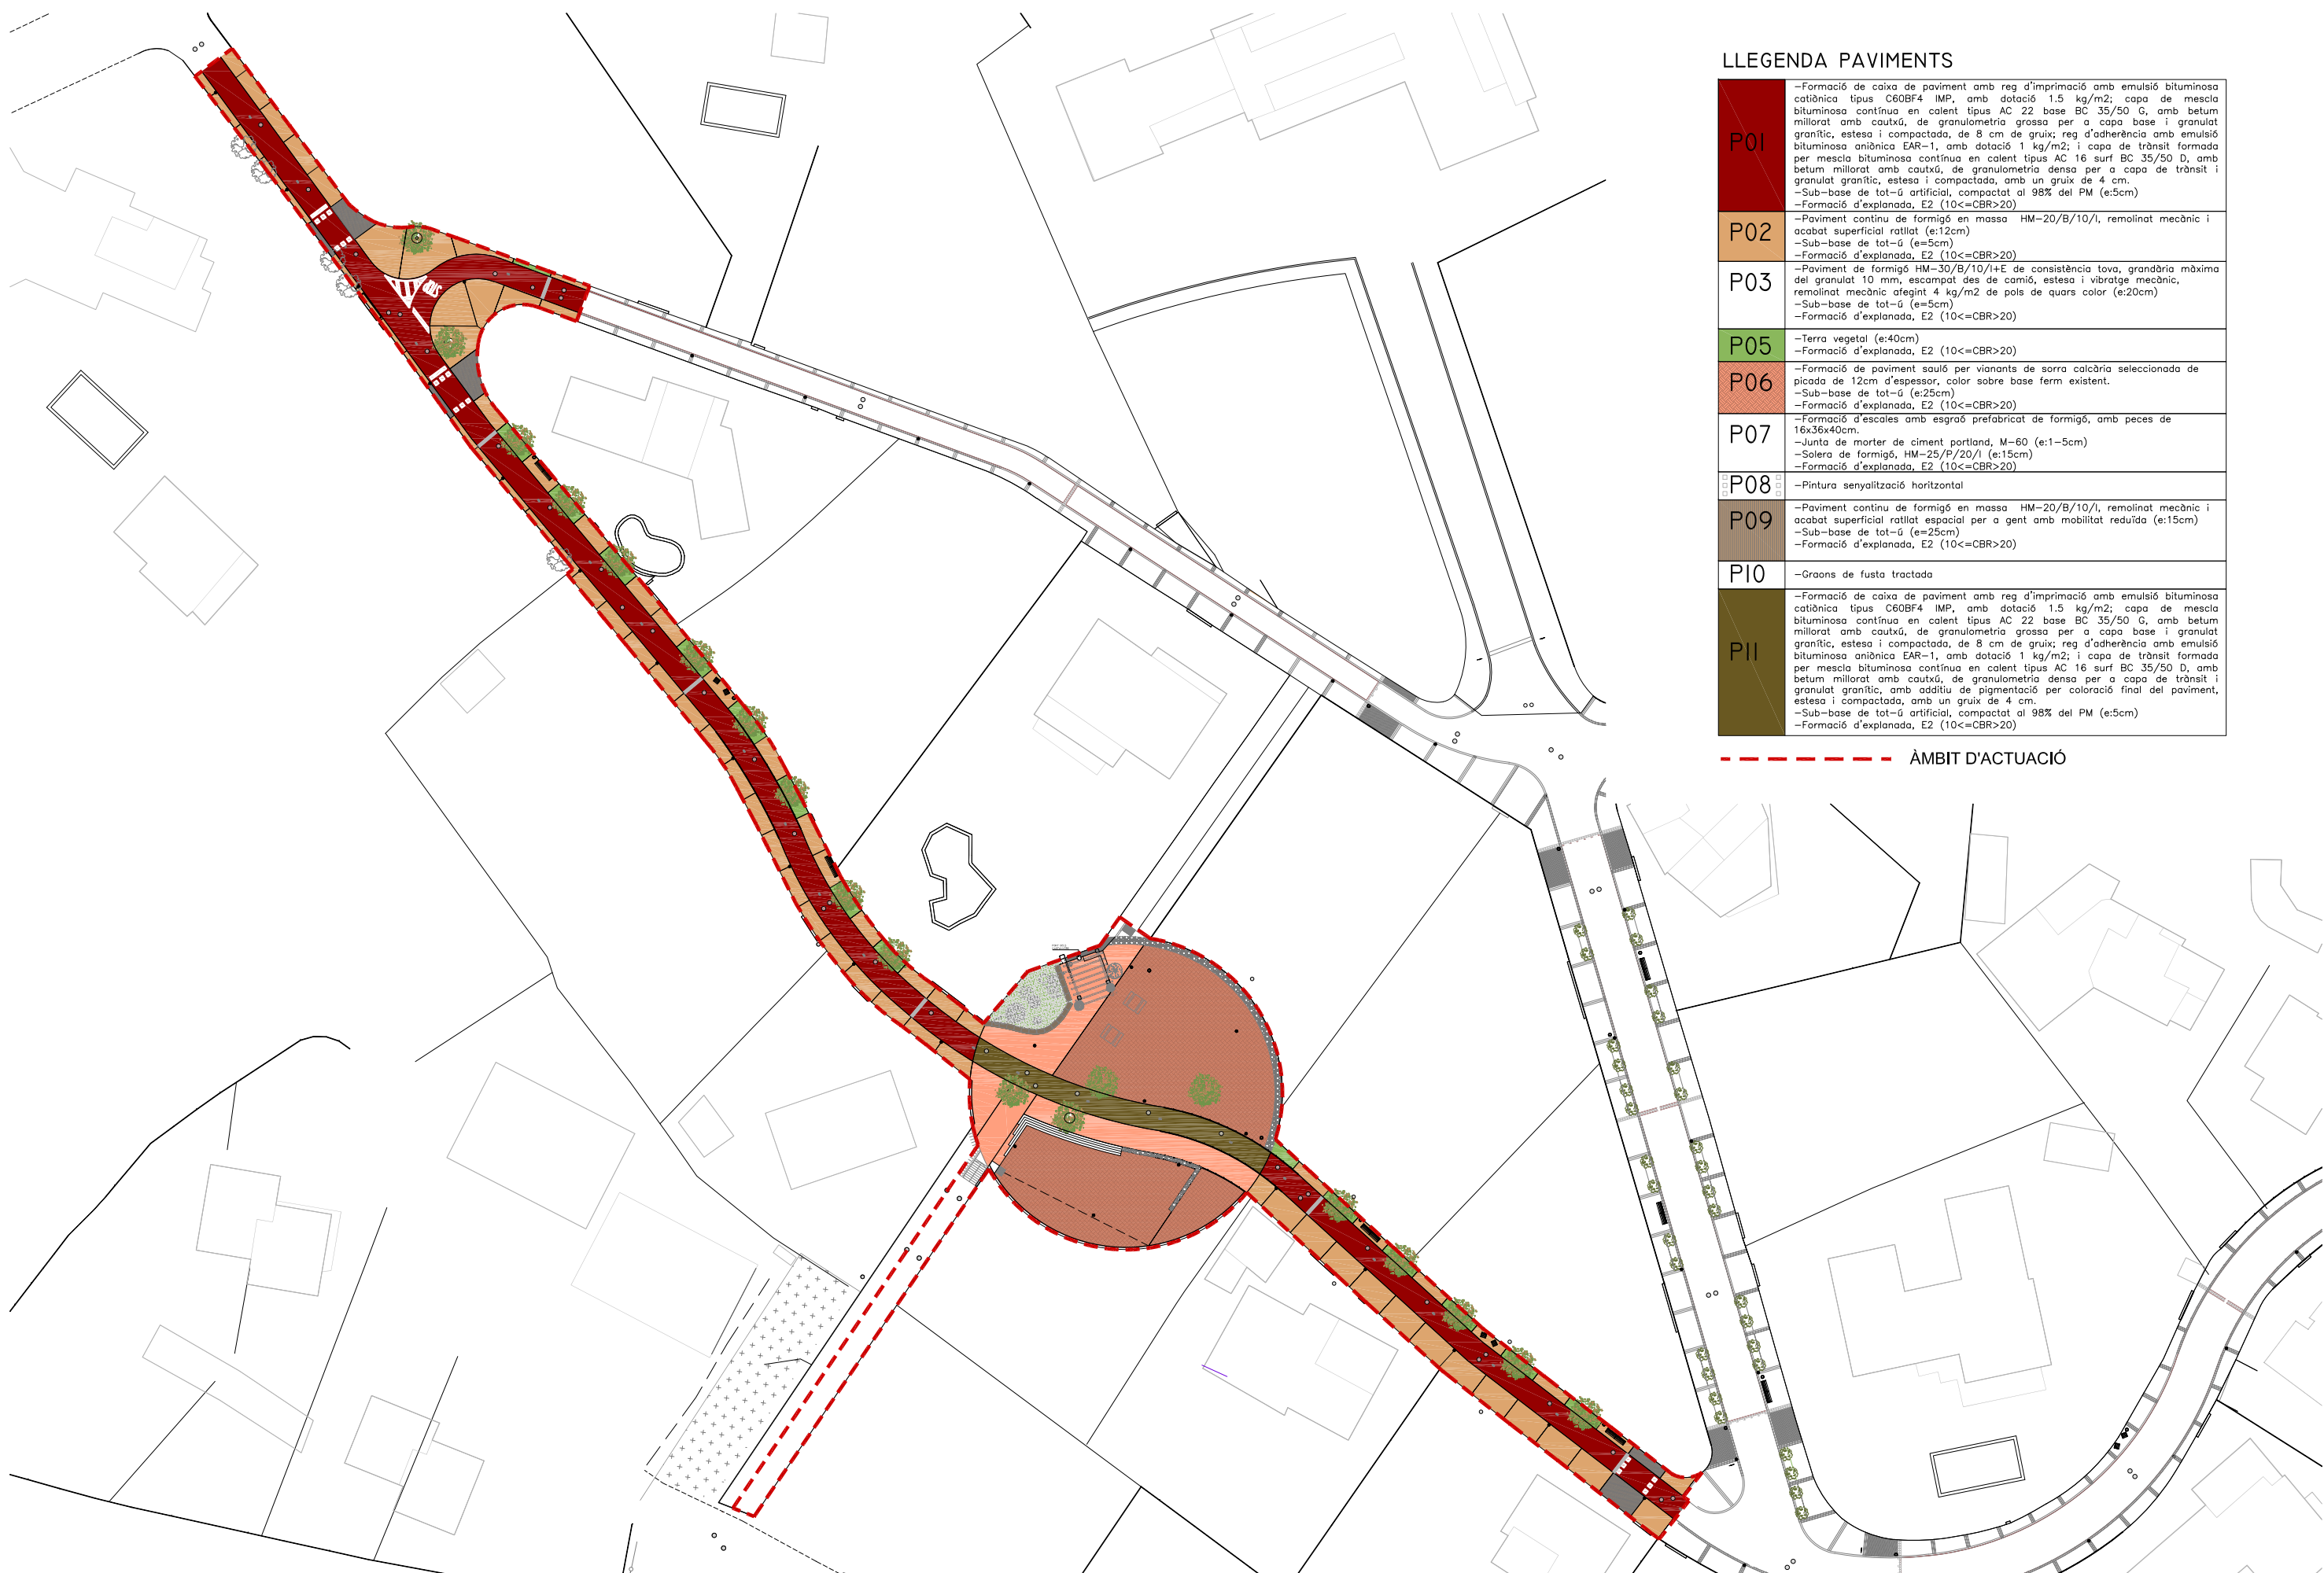 LLEGENDA PAVIMENTS
P01
-Formació de caixa de paviment amb reg d'imprimació amb emulsió bituminosa
catiònica tipus C60BF4 IMP, amb dotació 1.5 kg/m2; capa de mescla
bituminosa contínua en calent tipus AC 22 base BC 35/50 G, amb betum
millorat amb cautxú, de granulometria grossa per a capa base i granulat
granític, estesa i compactada, de 8 cm de gruix; reg d'adherència amb emulsió
bituminosa aniònica EAR-1, amb dotació 1 kg/m2; i capa de trànsit formada
per mescla bituminosa contínua en calent tipus AC 16 surf BC 35/50 D, amb
betum millorat amb cautxú, de granulometria densa per a capa de trànsit i
granulat granític, estesa i compactada, amb un gruix de 4 cm.
-Sub-base de tot-ú artificial, compactat al 98% del PM (e:5cm)
-Formació d'explanada, E2 (10<=CBR>20)
P02
-Paviment continu de formigó en massa HM-20/B/10/I, remolinat mecànic i
acabat superficial ratllat (e:12cm)
-Sub-base de tot-ú (e=5cm)
-Formació d'explanada, E2 (10<=CBR>20)
P03
-Paviment de formigó HM-30/B/10/I+E de consistència tova, grandària màxima
del granulat 10 mm, escampat des de camió, estesa i vibratge mecànic,
remolinat mecànic afegint 4 kg/m2 de pols de quars color (e:20cm)
-Sub-base de tot-ú (e=5cm)
-Formació d'explanada, E2 (10<=CBR>20)
P05
-Terra vegetal (e:40cm)
-Formació d'explanada, E2 (10<=CBR>20)
P06
-Formació de paviment sauló per vianants de sorra calcària seleccionada de
picada de 12cm d'espessor, color sobre base ferm existent.
-Sub-base de tot-ú (e:25cm)
-Formació d'explanada, E2 (10<=CBR>20)
P07
-Formació d'escales amb esgraó prefabricat de formigó, amb peces de
16x36x40cm.
-Junta de morter de ciment portland, M-60 (e:1-5cm)
-Solera de formigó, HM-25/P/20/I (e:15cm)
-Formació d'explanada, E2 (10<=CBR>20)
P08
-Pintura senyalització horitzontal
P09
-Paviment continu de formigó en massa HM-20/B/10/I, remolinat mecànic i
acabat superficial ratllat espacial per a gent amb mobilitat reduïda (e:15cm)
-Sub-base de tot-ú (e=25cm)
-Formació d'explanada, E2 (10<=CBR>20)
P10
-Graons de fusta tractada
P11
-Formació de caixa de paviment amb reg d'imprimació amb emulsió bituminosa
catiònica tipus C60BF4 IMP, amb dotació 1.5 kg/m2; capa de mescla
bituminosa contínua en calent tipus AC 22 base BC 35/50 G, amb betum
millorat amb cautxú, de granulometria grossa per a capa base i granulat
granític, estesa i compactada, de 8 cm de gruix; reg d'adherència amb emulsió
bituminosa aniònica EAR-1, amb dotació 1 kg/m2; i capa de trànsit formada
per mescla bituminosa contínua en calent tipus AC 16 surf BC 35/50 D, amb
betum millorat amb cautxú, de granulometria densa per a capa de trànsit i
granulat granític, amb additiu de pigmentació per coloració final del paviment,
estesa i compactada, amb un gruix de 4 cm.
-Sub-base de tot-ú artificial, compactat al 98% del PM (e:5cm)
-Formació d'explanada, E2 (10<=CBR>20)
ÀMBIT D'ACTUACIÓ